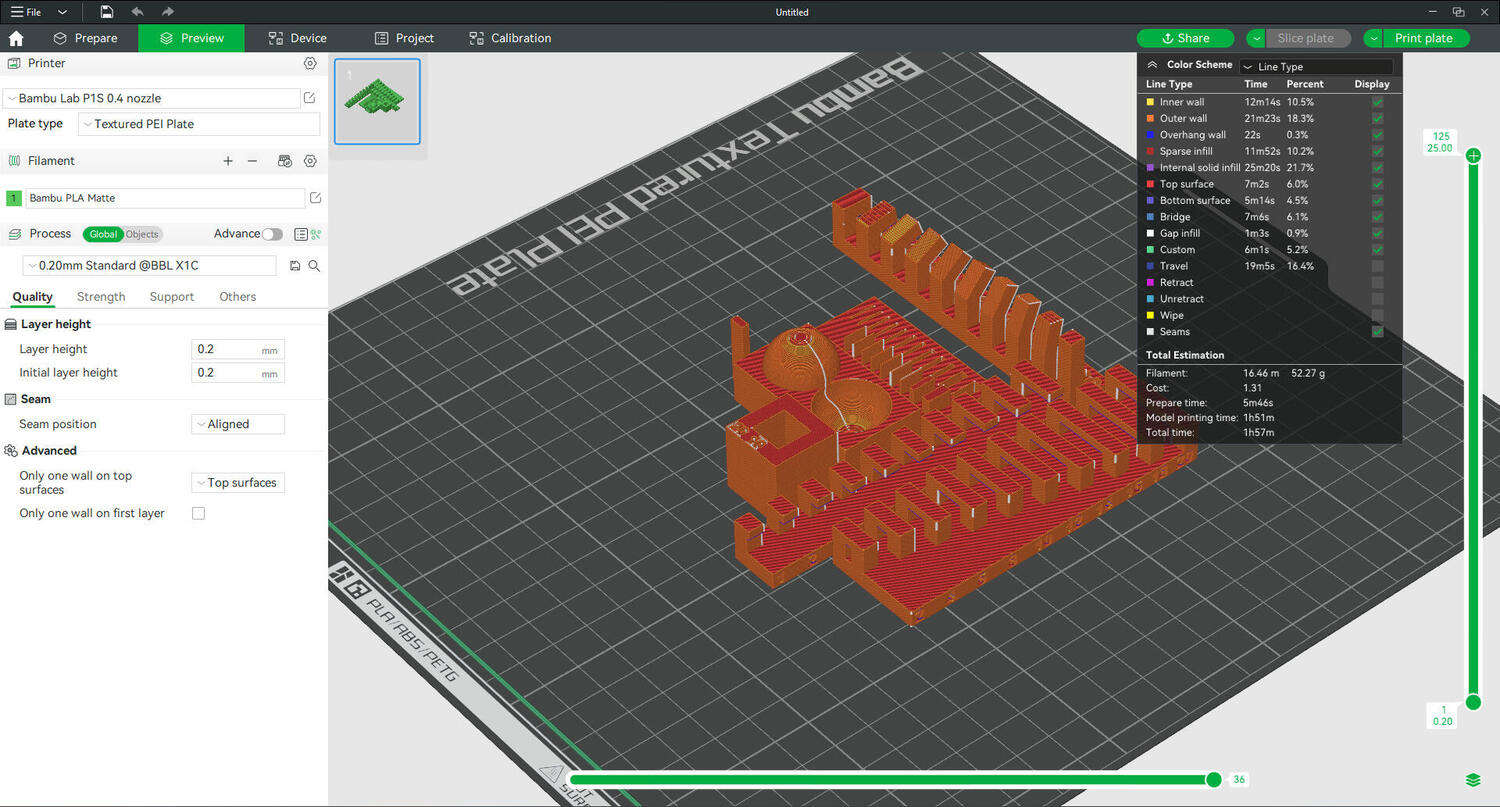 File
Untitled
Prepare
Preview
Device
Project
Calibration
Share
Slice plate
Print plate
Printer
Bambu Lab P1S 0.4 nozzle
Plate type
Textured PEI Plate
Filament
1
Bambu PLA Matte
Process
Global
Objects
Advance
0.20mm Standard @BBL X1C
Quality
Strength
Support
Others
Layer height
Layer height 0.2 mm
Initial layer height 0.2 mm
Seam
Seam position Aligned
Advanced
Only one wall on top
surfaces
Top surfaces
Only one wall on first layer
1
Bambu Textured PEI Plate
PLA/ABS/PETG
Color Scheme Line Type
Line Type Time Percent Display
Inner wall 12m14s 10.5%
Outer wall 21m23s 18.3%
Overhang wall 22s 0.3%
Sparse infill 11m52s 10.2%
Internal solid infill 25m20s 21.7%
Top surface 7m2s 6.0%
Bottom surface 5m14s 4.5%
Bridge 7m6s 6.1%
Gap infill 1m3s 0.9%
Custom 6m1s 5.2%
Travel 19m5s 16.4%
Retract
Unretract
Wipe
Seams
Total Estimation
Filament: 16.46 m 52.27 g
Cost: 1.31
Prepare time: 5m46s
Model printing time: 1h51m
Total time: 1h57m
125
25.00
1
0.20
36